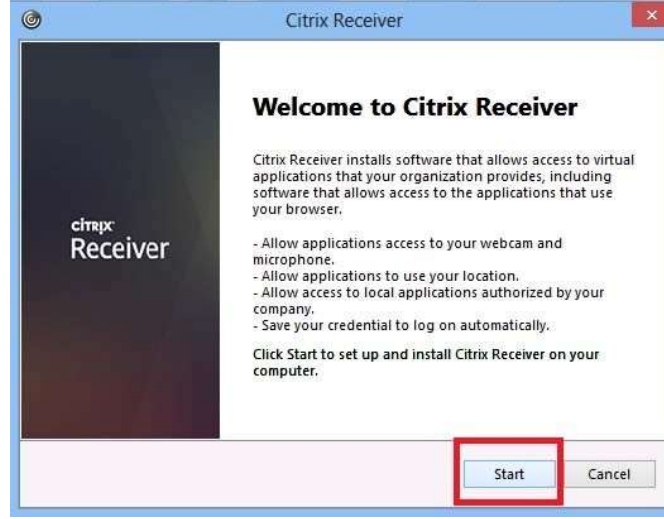 Citrix Receiver
Welcome to Citrix Receiver
Citrix Receiver installs software that allows access to virtual
applications that your organization provides, including
software that allows access to the applications that use
your browser.
- Allow applications access to your webcam and
microphone.
- Allow applications to use your location.
- Allow access to local applications authorized by your
company.
- Save your credential to log on automatically.
Click Start to set up and install Citrix Receiver on your
computer.
CITRIX
Receiver
Start Cancel